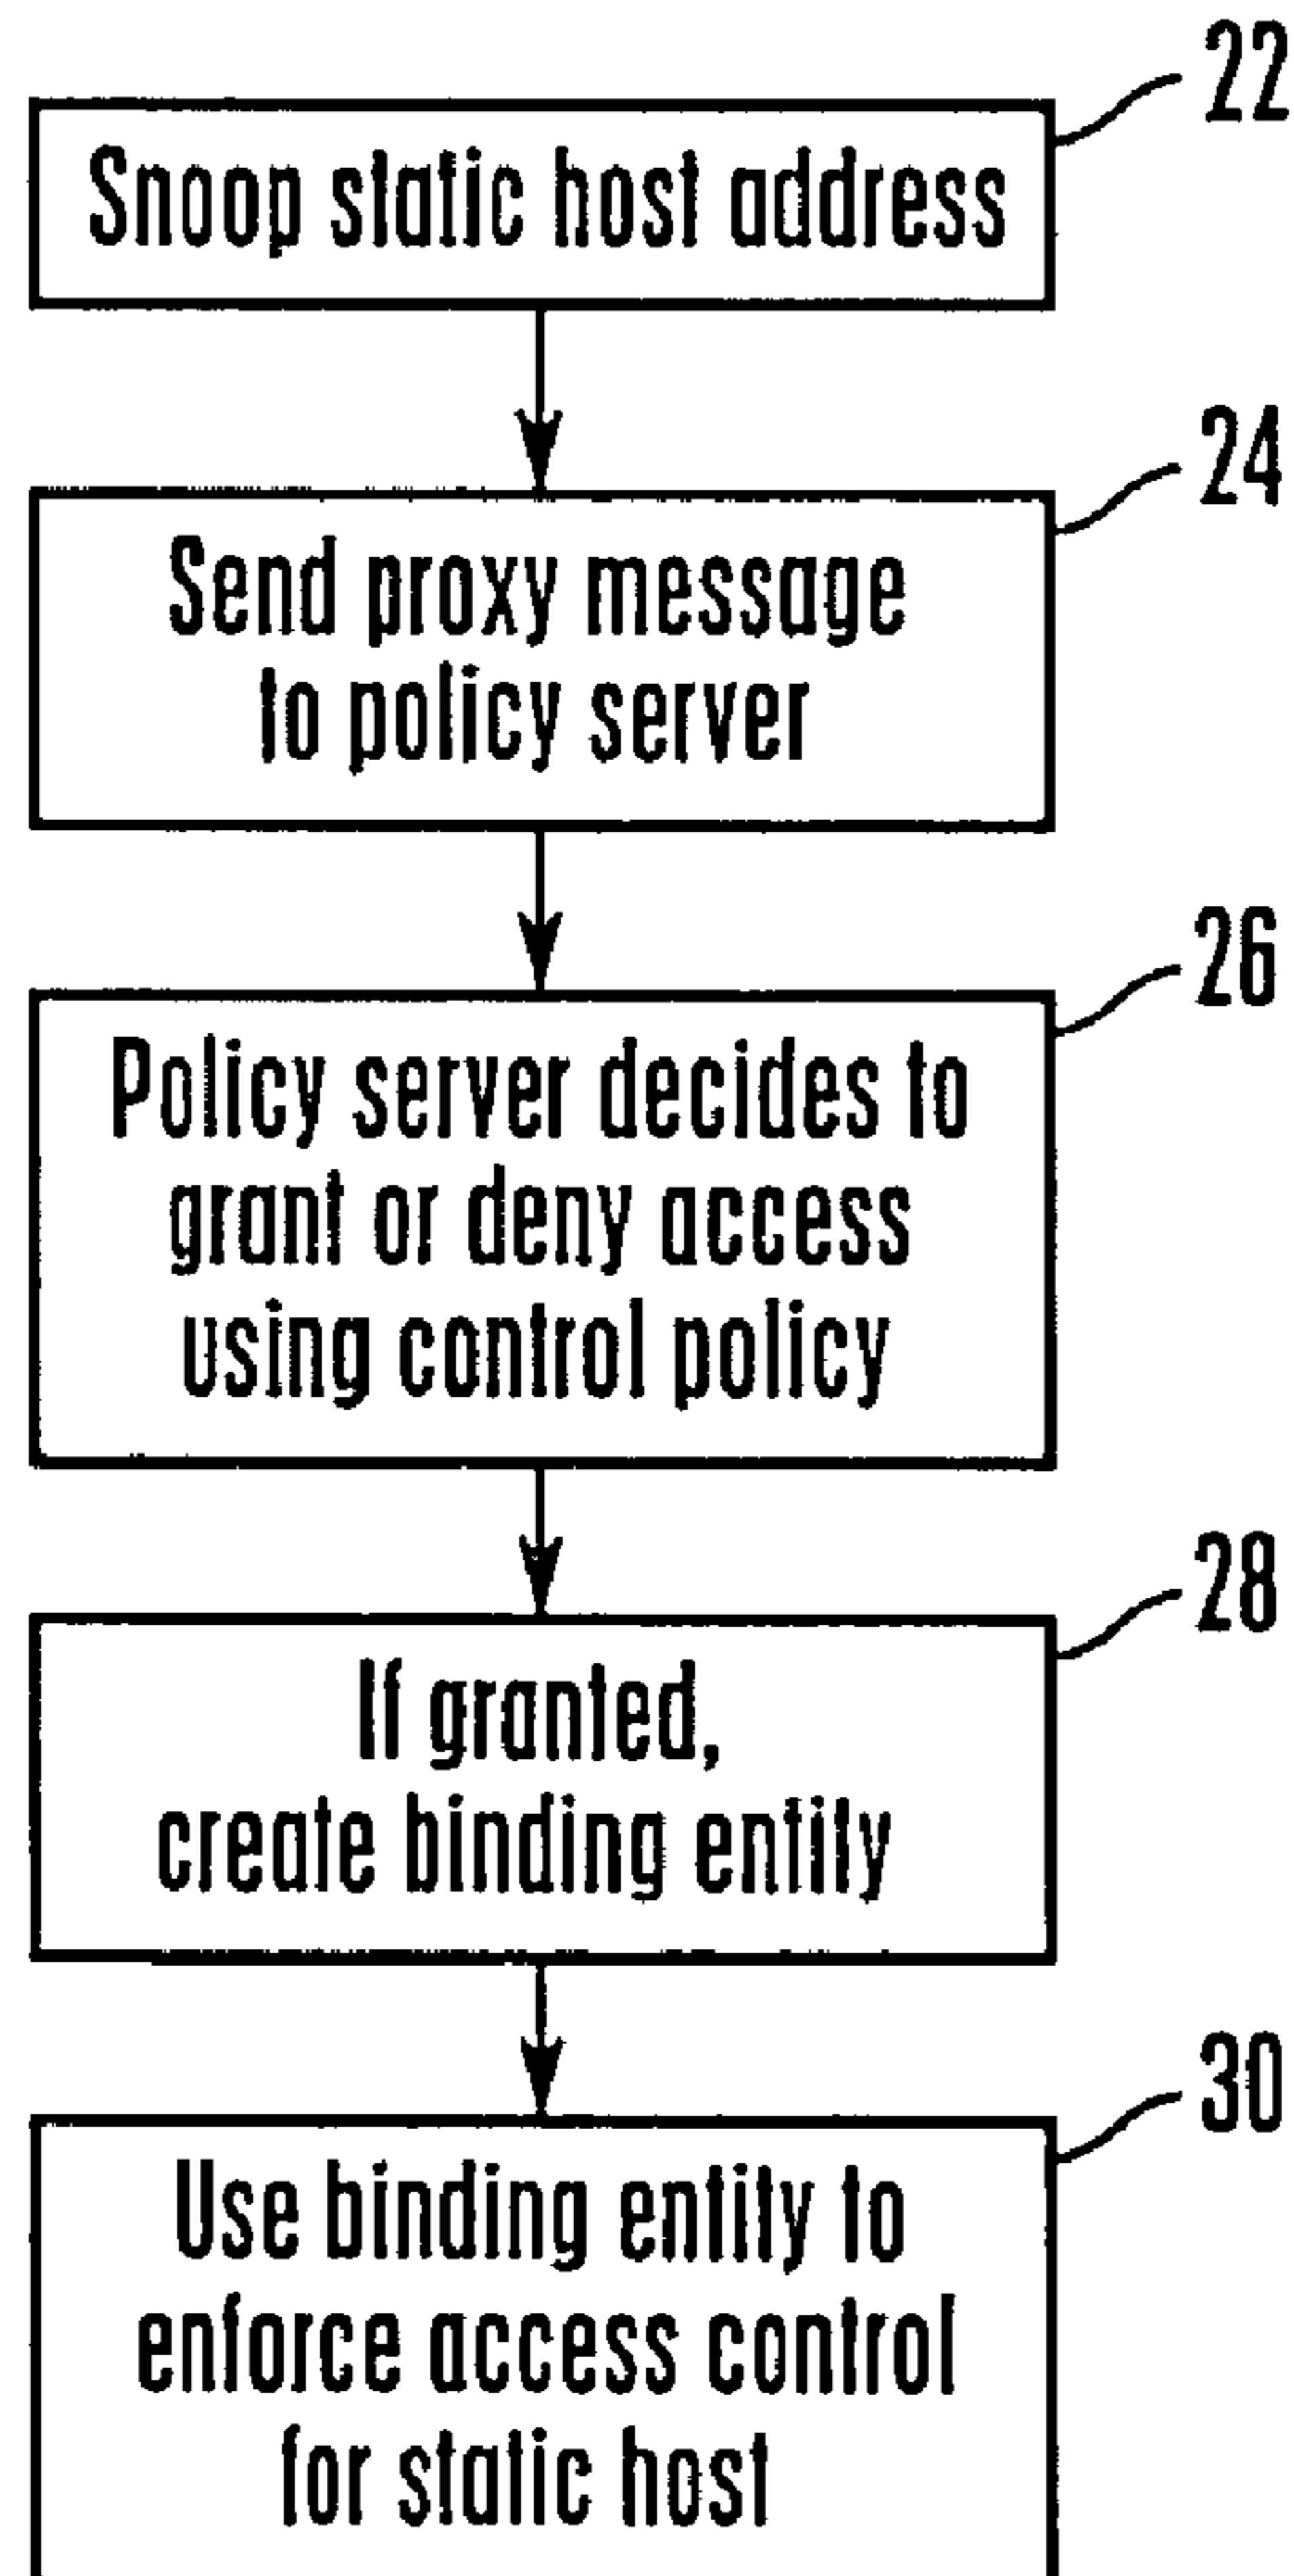 22
Snoop static host address
24
Send proxy message
to policy server
26
Policy server decides to
grant or deny access
using control policy
28
If granted,
create binding entity
30
Use binding entity to
enforce access control
for static host